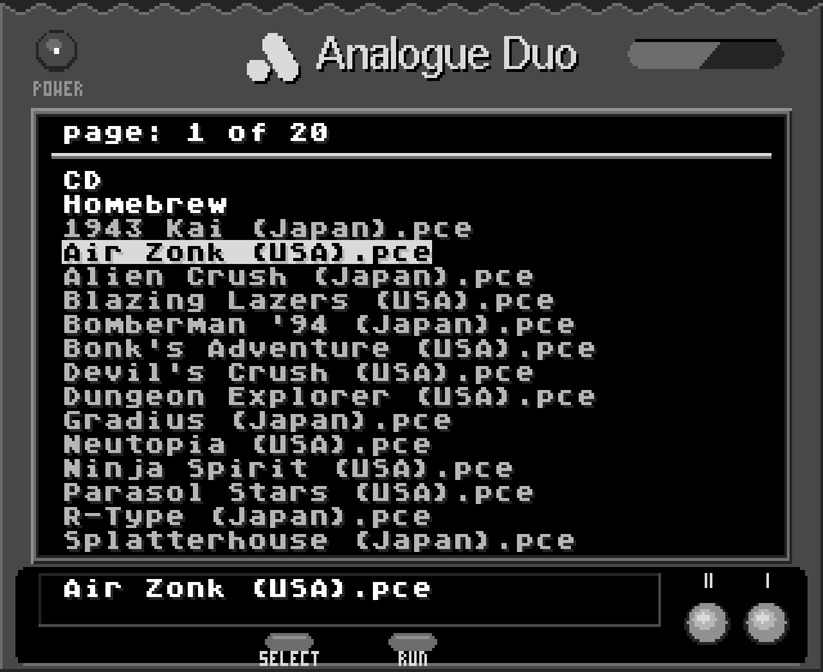 Analogue Duo
POWER
page: 1 of 20
CD
Homebrew
1943 Kai (Japan).pce
Air Zonk (USA).pce
Alien Crush (Japan).pce
Blazing Lazers (USA).pce
Bomberman '94 (Japan).pce
Bonk's Adventure (USA).pce
Devil's Crush (USA).pce
Dungeon Explorer (USA).pce
Gradius (Japan).pce
Neutopia (USA).pce
Ninja Spirit (USA).pce
Parasol Stars (USA).pce
R-Type (Japan).pce
Splatterhouse (Japan).pce
Air Zonk (USA).pce
II I
SELECT RUN